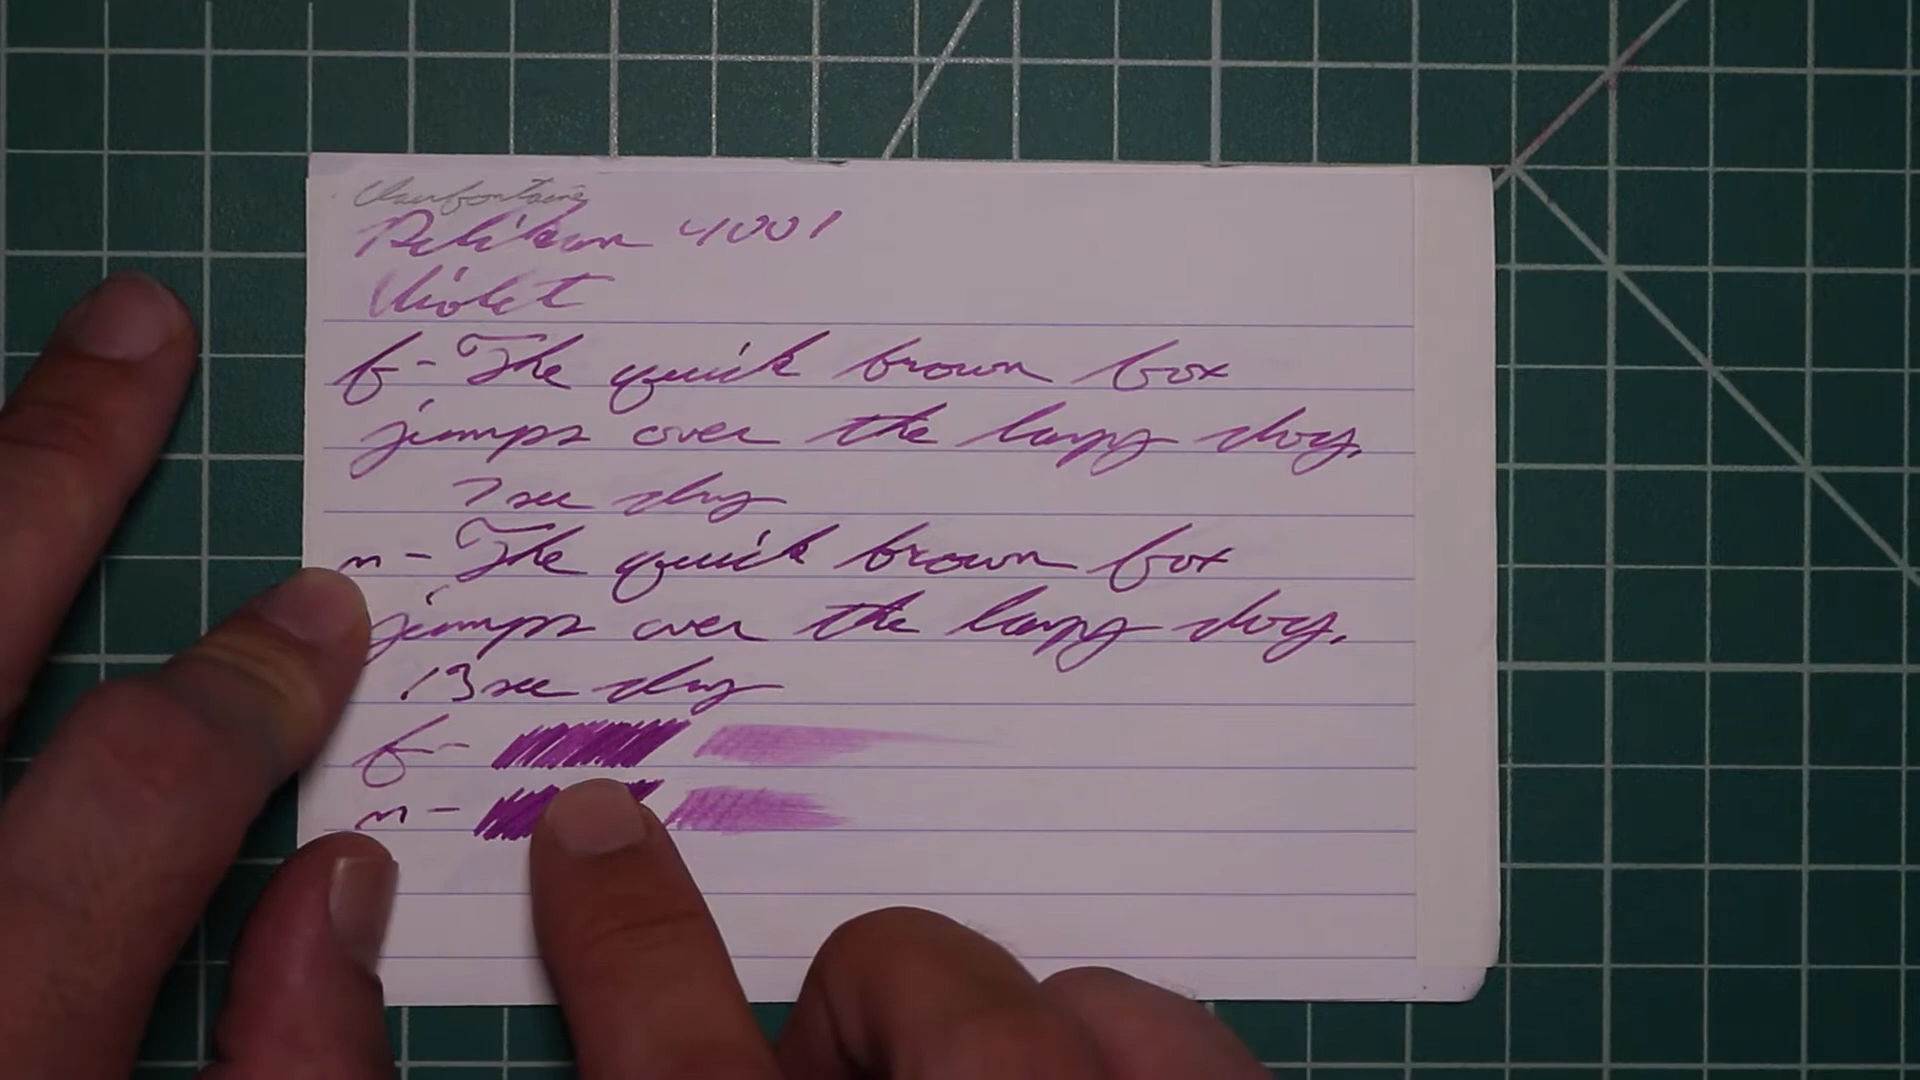 Clairefontaine
Pelikan 4001
Violet
f- The quick brown fox
jumps over the lazy dog.
7 sec dry
m- The quick brown fox
jumps over the lazy dog.
13 sec dry
f-
m-